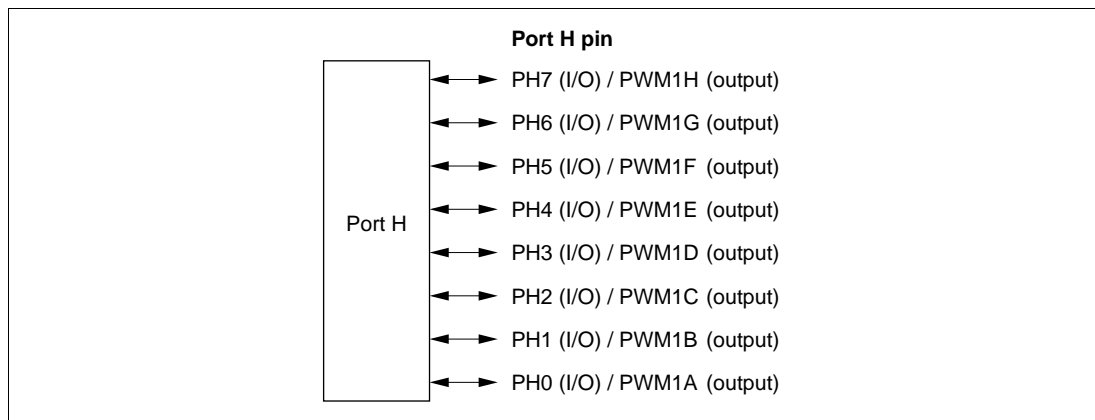 Port H pin
PH7 (I/O) / PWM1H (output)
PH6 (I/O) / PWM1G (output)
PH5 (I/O) / PWM1F (output)
PH4 (I/O) / PWM1E (output)
Port H
PH3 (I/O) / PWM1D (output)
PH2 (I/O) / PWM1C (output)
PH1 (I/O) / PWM1B (output)
PH0 (I/O) / PWM1A (output)